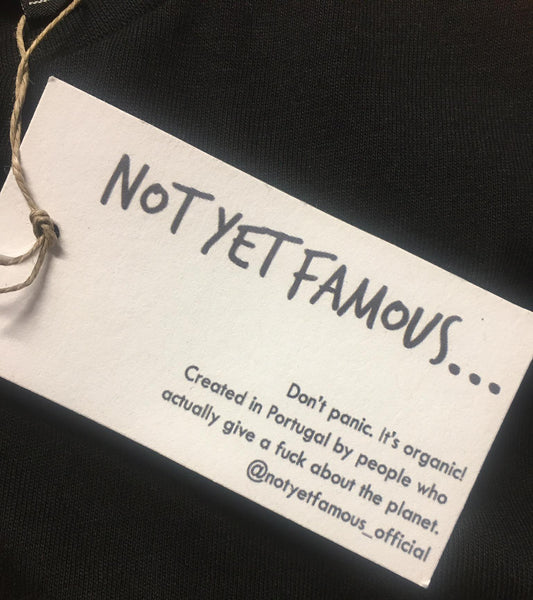 NoT YET FAMOUS...
Don't panic. It's organic!
Created in Portugal by people who
actually give a fuck about the planet.
@notyetfamous_official